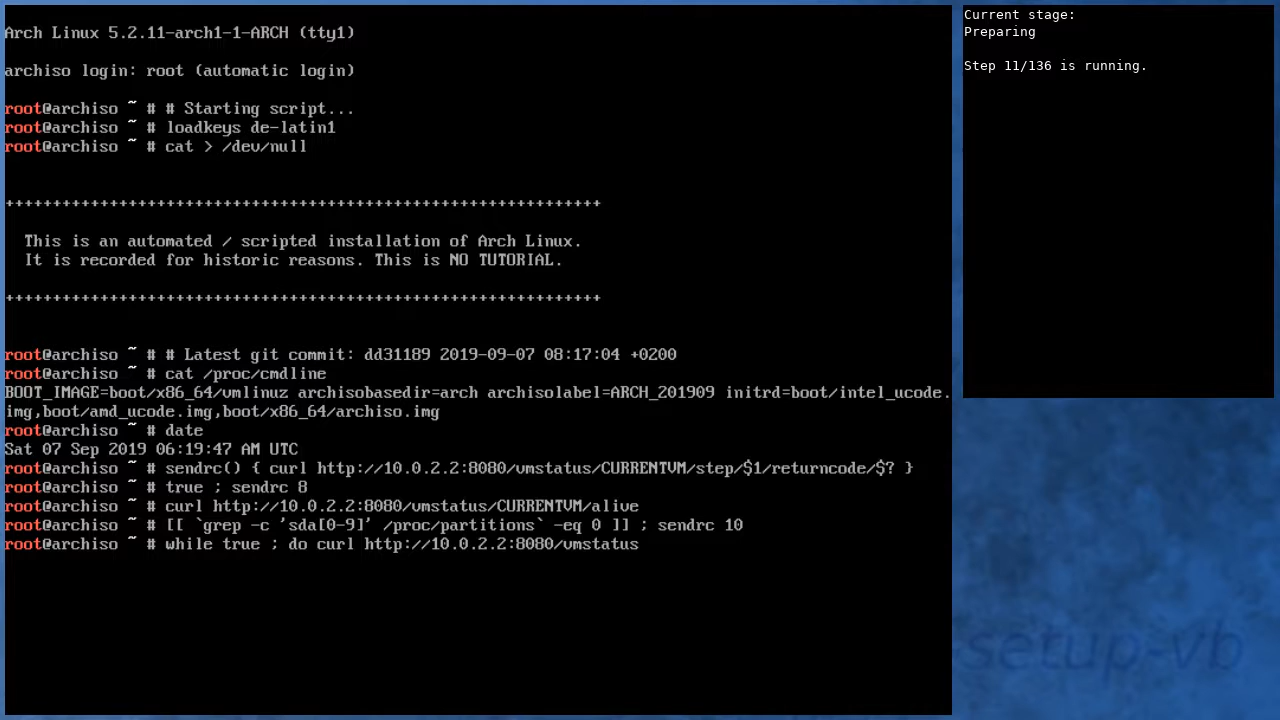 Arch Linux 5.2.11-arch1-1-ARCH (tty1)
archiso login: root (automatic login)
root@archiso ~ # # Starting script...
root@archiso ~ # loadkeys de-latin1
root@archiso ~ # cat > /dev/null
+++++++++++++++++++++++++++++++++++++++++++++++++++++++++++++++
This is an automated / scripted installation of Arch Linux.
It is recorded for historic reasons. This is NO TUTORIAL.
+++++++++++++++++++++++++++++++++++++++++++++++++++++++++++++++
root@archiso ~ # # Latest git commit: dd31189 2019-09-07 08:17:04 +0200
root@archiso ~ # cat /proc/cmdline
BOOT_IMAGE=boot/x86_64/vmlinuz archisobasedir=arch archisolabel=ARCH_201909 initrd=boot/intel_ucode.
img,boot/amd_ucode.img,boot/x86_64/archiso.img
root@archiso ~ # date
Sat 07 Sep 2019 06:19:47 AM UTC
root@archiso ~ # sendrc() { curl http://10.0.2.2:8080/vmstatus/CURRENTVM/step/$1/returncode/$? }
root@archiso ~ # true ; sendrc 8
root@archiso ~ # curl http://10.0.2.2:8080/vmstatus/CURRENTVM/alive
root@archiso ~ # [[ `grep -c 'sda[0-9]' /proc/partitions` -eq 0 ]] ; sendrc 10
root@archiso ~ # while true ; do curl http://10.0.2.2:8080/vmstatus
Current stage:
Preparing
Step 11/136 is running.
setup-vb